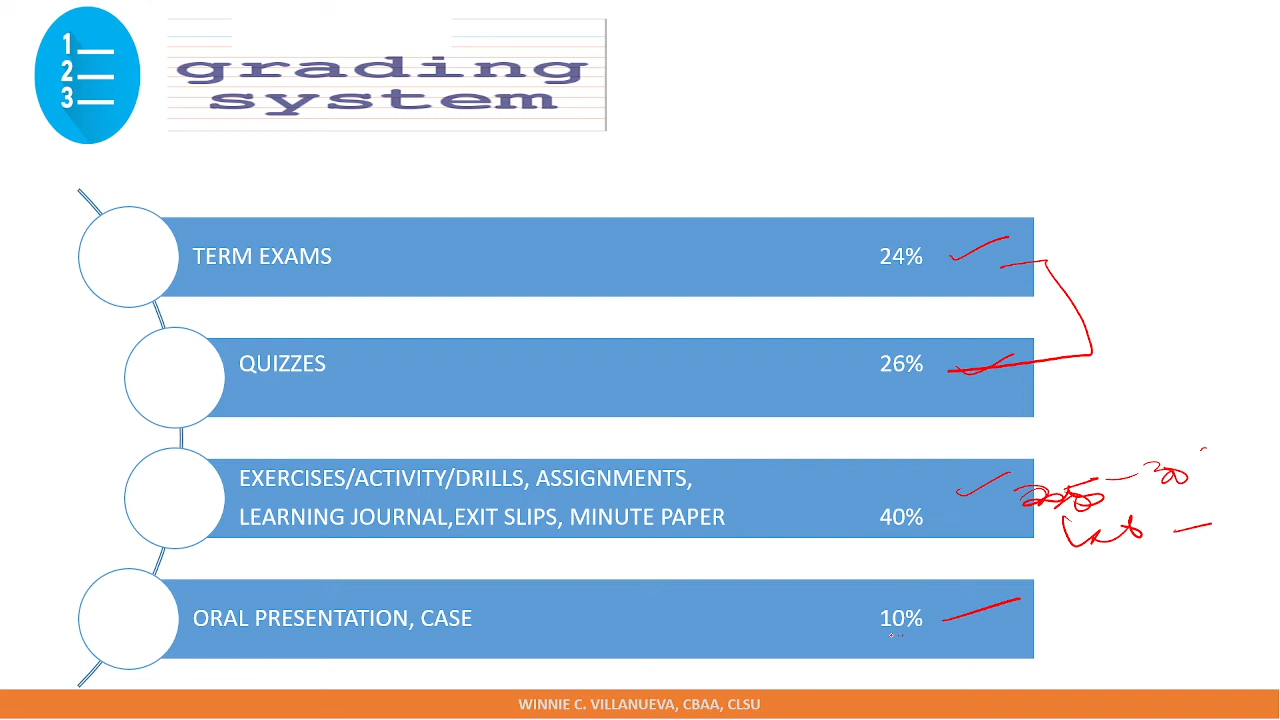 1
2
3
grading
system
TERM EXAMS 24%
QUIZZES 26%
EXERCISES/ACTIVITY/DRILLS, ASSIGNMENTS,
LEARNING JOURNAL,EXIT SLIPS, MINUTE PAPER 40%
ORAL PRESENTATION, CASE 10%
WINNIE C. VILLANUEVA, CBAA, CLSU